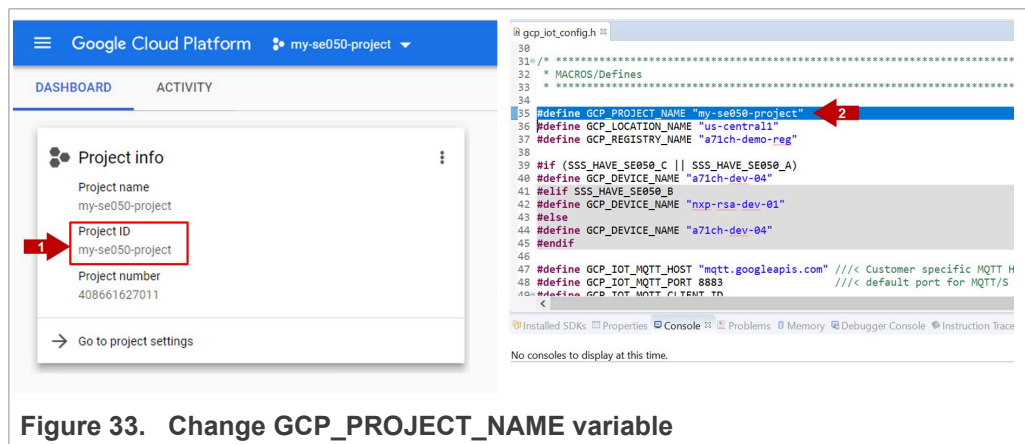 Google Cloud Platform my-se050-project
DASHBOARD ACTIVITY
Project info
Project name
my-se050-project
Project ID
my-se050-project
1
Project number
408661627011
Go to project settings
gcp_iot_config.h
30
31 /* **************************************************************************
32 * MACROS/Defines
33 * **************************************************************************
34
35 #define GCP_PROJECT_NAME "my-se050-project" 2
36 #define GCP_LOCATION_NAME "us-central1"
37 #define GCP_REGISTRY_NAME "a71ch-demo-reg"
38
39 #if (SSS_HAVE_SE050_C || SSS_HAVE_SE050_A)
40 #define GCP_DEVICE_NAME "a71ch-dev-04"
41 #elif SSS_HAVE_SE050_B
42 #define GCP_DEVICE_NAME "nxp-rsa-dev-01"
43 #else
44 #define GCP_DEVICE_NAME "a71ch-dev-04"
45 #endif
46
47 #define GCP_IOT_MQTT_HOST "mqtt.googleapis.com" ///< Customer specific MQTT H
48 #define GCP_IOT_MQTT_PORT 8883 ///< default port for MQTT/S
49 #define GCP_IOT_MQTT_CLIENT_ID
Installed SDKs Properties Console Problems Memory Debugger Console Instruction Trace
No consoles to display at this time.
Figure 33. Change GCP_PROJECT_NAME variable